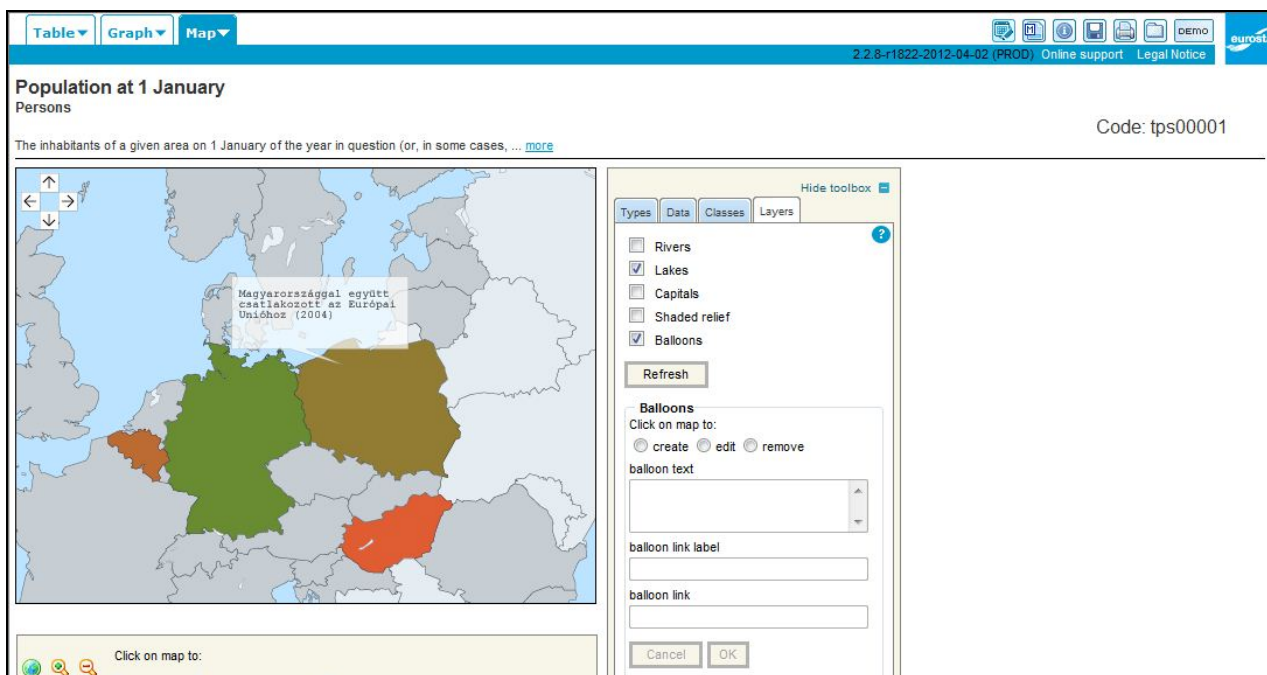 Table Graph Map
DEMO
2.2.8-r1822-2012-04-02 (PROD) Online support Legal Notice
Population at 1 January
Persons
Code: tps00001
The inhabitants of a given area on 1 January of the year in question (or, in some cases, ... more
Hide toolbox
Types Data Classes Layers
?
Rivers
Lakes
Capitals
Shaded relief
Balloons
Refresh
Magyarországgal együtt
csatlakozott az Európai
Unióhoz (2004)
Balloons
Click on map to:
create edit remove
balloon text
balloon link label
balloon link
Cancel OK
Click on map to: